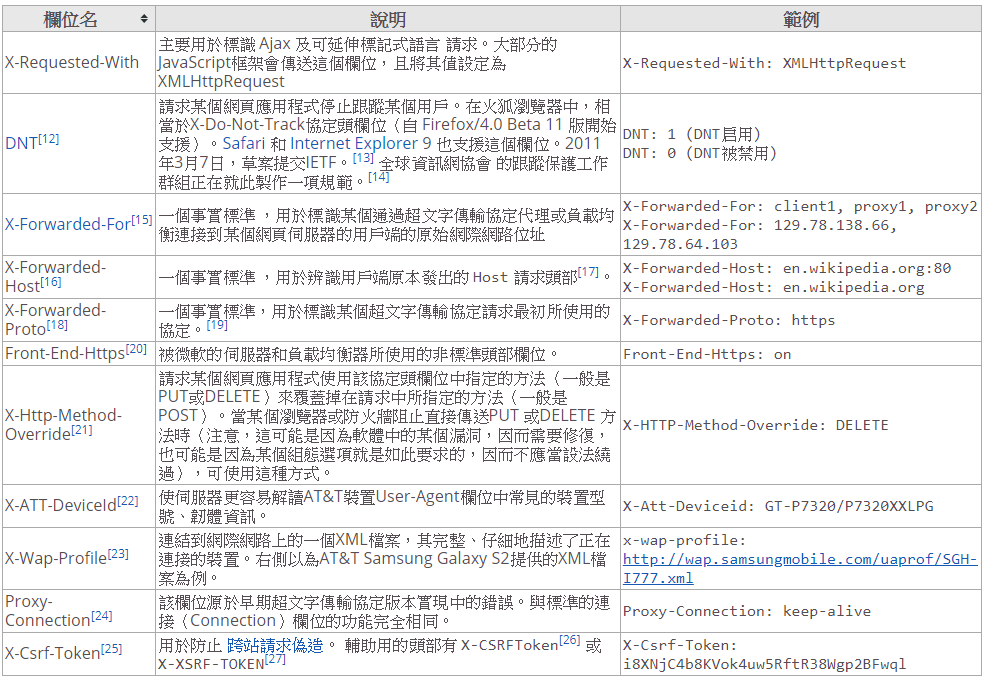 欄位名 說明 範例
X-Requested-With
主要用於標識 Ajax 及可延伸標記式語言 請求。大部分的
JavaScript框架會傳送這個欄位，且將其值設定為
XMLHttpRequest
X-Requested-With: XMLHttpRequest
DNT[12]
請求某個網頁應用程式停止跟蹤某個用戶。在火狐瀏覽器中，相
當於X-Do-Not-Track協定頭欄位（自 Firefox/4.0 Beta 11 版開始
支援）。Safari 和 Internet Explorer 9 也支援這個欄位。2011
年3月7日，草案提交IETF。[13] 全球資訊網協會 的跟蹤保護工作
群組正在就此製作一項規範。[14]
DNT: 1 (DNT啟用)
DNT: 0 (DNT被禁用)
X-Forwarded-For[15]
一個事實標準 ，用於標識某個通過超文字傳輸協定代理或負載均
衡連接到某個網頁伺服器的用戶端的原始網際網路位址
X-Forwarded-For: client1, proxy1, proxy2
X-Forwarded-For: 129.78.138.66,
129.78.64.103
X-Forwarded-
Host[16]
一個事實標準 ，用於辨識用戶端原本發出的 Host 請求頭部[17]。
X-Forwarded-Host: en.wikipedia.org:80
X-Forwarded-Host: en.wikipedia.org
X-Forwarded-
Proto[18]
一個事實標準，用於標識某個超文字傳輸協定請求最初所使用的
協定。[19]
X-Forwarded-Proto: https
Front-End-Https[20]
被微軟的伺服器和負載均衡器所使用的非標準頭部欄位。
Front-End-Https: on
X-Http-Method-
Override[21]
請求某個網頁應用程式使用該協定頭欄位中指定的方法（一般是
PUT或DELETE）來覆蓋掉在請求中所指定的方法（一般是
POST）。當某個瀏覽器或防火牆阻止直接傳送PUT 或DELETE 方
法時（注意，這可能是因為軟體中的某個漏洞，因而需要修復，
也可能是因為某個組態選項就是如此要求的，因而不應當設法繞
過），可使用這種方式。
X-HTTP-Method-Override: DELETE
X-ATT-DeviceId[22]
使伺服器更容易解讀AT&T裝置User-Agent欄位中常見的裝置型
號、韌體資訊。
X-Att-Deviceid: GT-P7320/P7320XXLPG
X-Wap-Profile[23]
連結到網際網路上的一個XML檔案，其完整、仔細地描述了正在
連接的裝置。右側以為AT&T Samsung Galaxy S2提供的XML檔
案為例。
x-wap-profile:
http://wap.samsungmobile.com/uaprof/SGH-
I777.xml
Proxy-
Connection[24]
該欄位源於早期超文字傳輸協定版本實現中的錯誤。與標準的連
接（Connection）欄位的功能完全相同。
Proxy-Connection: keep-alive
X-Csrf-Token[25]
用於防止 跨站請求偽造。 輔助用的頭部有 X-CSRFToken[26] 或
X-XSRF-TOKEN[27]
X-Csrf-Token:
i8XNjC4b8KVok4uw5RftR38Wgp2BFwql